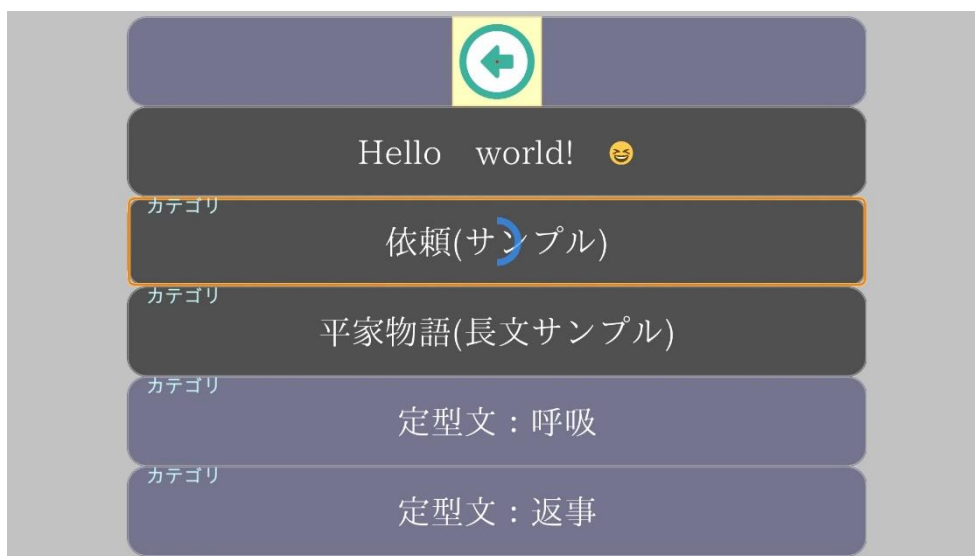 Hello　world!　😆
カテゴリ
依頼(サンプル)
カテゴリ
平家物語(長文サンプル)
カテゴリ
定型文：呼吸
カテゴリ
定型文：返事